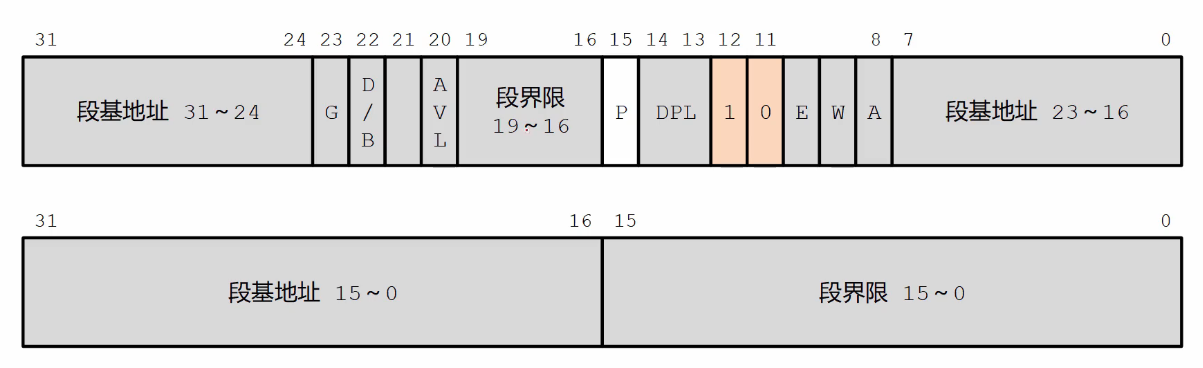 31 24 23 22 21 20 19 16 15 14 13 12 11 8 7 0
段基地址 31~24
G
D
/
B
A
V
L
段界限
19~16
P
DPL
1
0
E
W
A
段基地址 23~16
31 16 15 0
段基地址 15~0
段界限 15~0